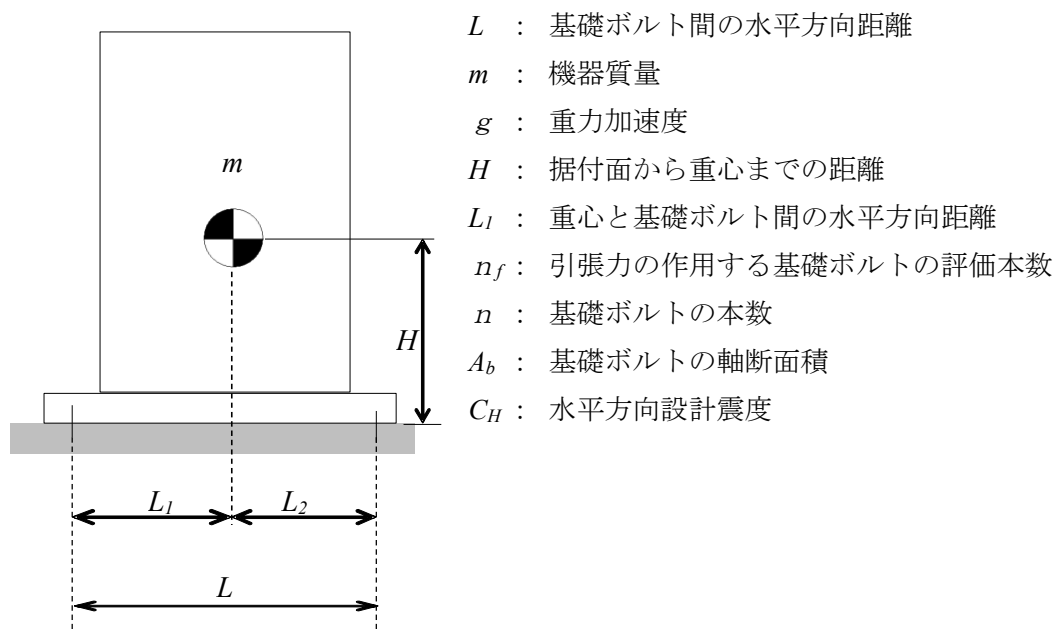 L : 基礎ボルト間の水平方向距離
m : 機器質量
g : 重力加速度
H : 据付面から重心までの距離
L1 : 重心と基礎ボルト間の水平方向距離
nf : 引張力の作用する基礎ボルトの評価本数
n : 基礎ボルトの本数
Ab : 基礎ボルトの軸断面積
CH : 水平方向設計震度
m
H
L1
L2
L